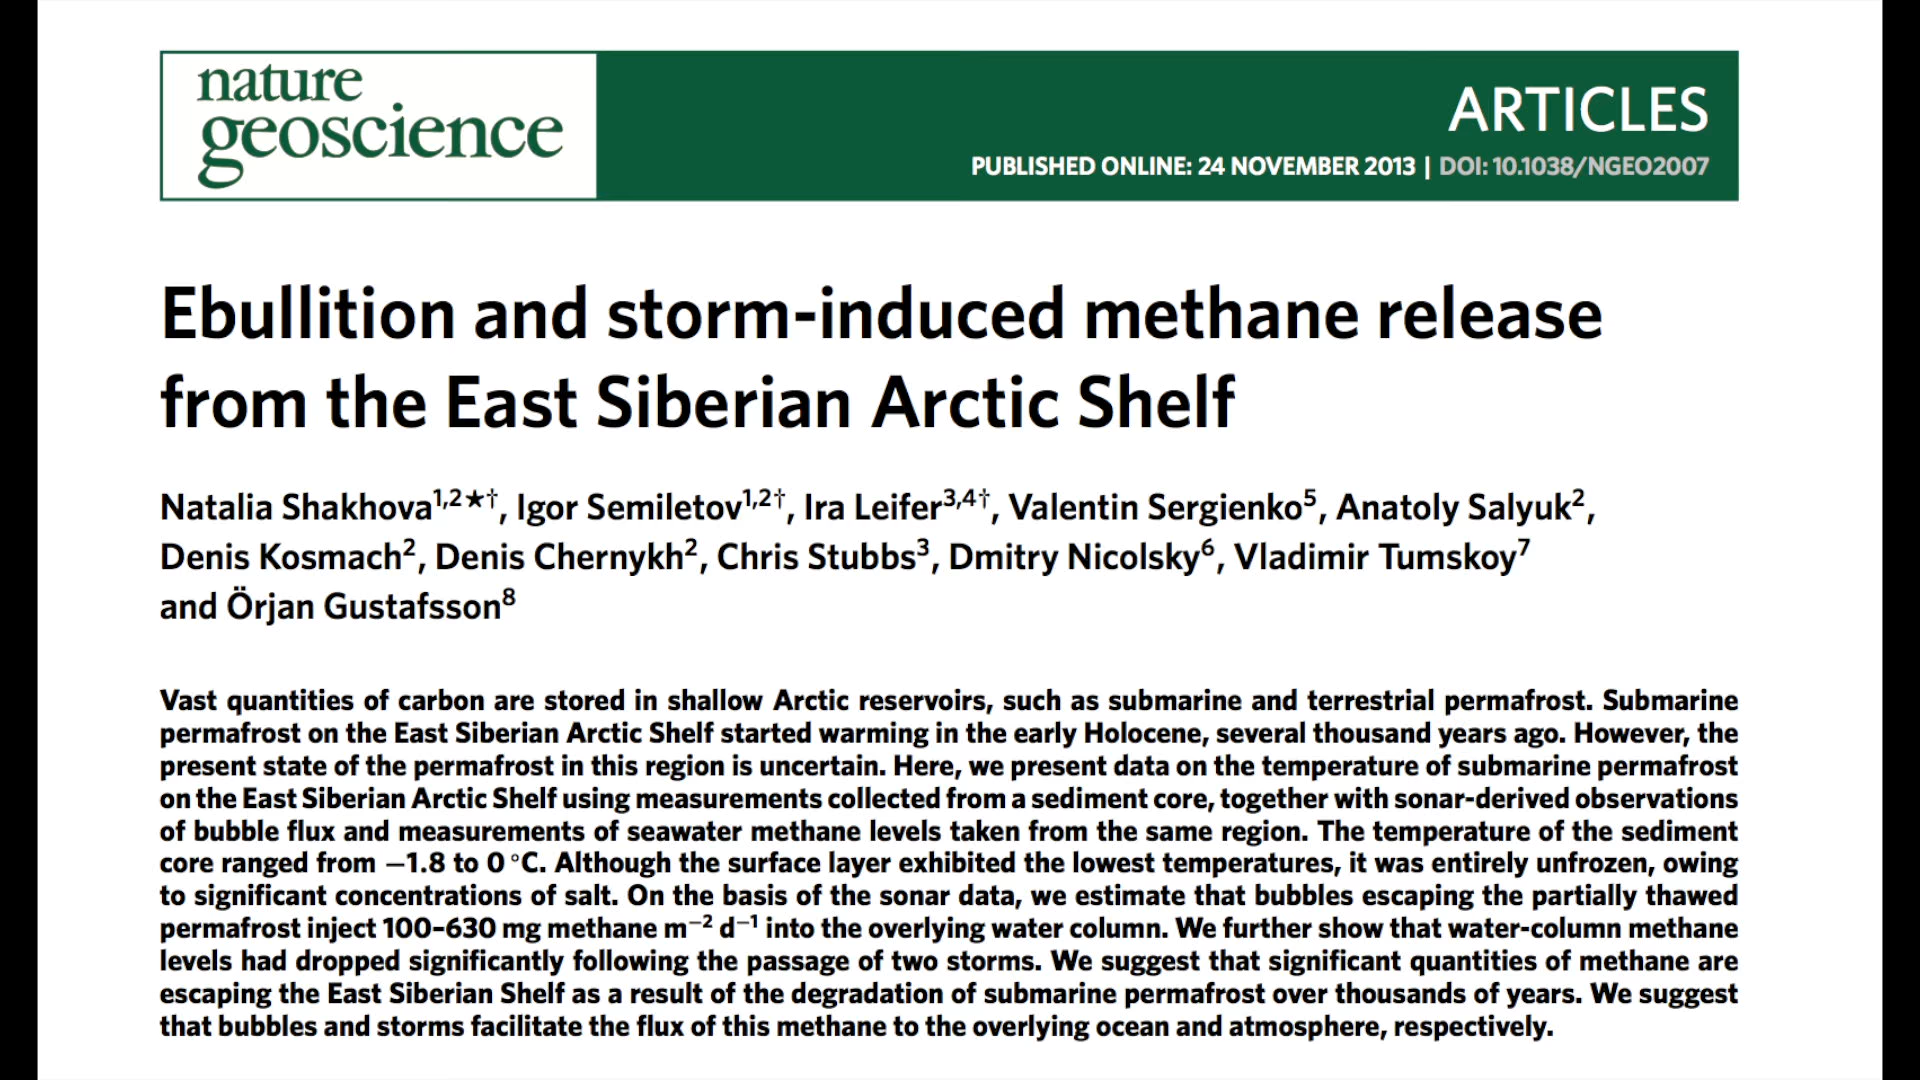 nature
geoscience
ARTICLES
PUBLISHED ONLINE: 24 NOVEMBER 2013 | DOI: 10.1038/NGEO2007
Ebullition and storm-induced methane release
from the East Siberian Arctic Shelf
Natalia Shakhova1,2★†, Igor Semiletov1,2†, Ira Leifer3,4†, Valentin Sergienko5, Anatoly Salyuk2,
Denis Kosmach2, Denis Chernykh2, Chris Stubbs3, Dmitry Nicolsky6, Vladimir Tumskoy7
and Örjan Gustafsson8
Vast quantities of carbon are stored in shallow Arctic reservoirs, such as submarine and terrestrial permafrost. Submarine
permafrost on the East Siberian Arctic Shelf started warming in the early Holocene, several thousand years ago. However, the
present state of the permafrost in this region is uncertain. Here, we present data on the temperature of submarine permafrost
on the East Siberian Arctic Shelf using measurements collected from a sediment core, together with sonar-derived observations
of bubble flux and measurements of seawater methane levels taken from the same region. The temperature of the sediment
core ranged from −1.8 to 0 °C. Although the surface layer exhibited the lowest temperatures, it was entirely unfrozen, owing
to significant concentrations of salt. On the basis of the sonar data, we estimate that bubbles escaping the partially thawed
permafrost inject 100–630 mg methane m−2 d−1 into the overlying water column. We further show that water-column methane
levels had dropped significantly following the passage of two storms. We suggest that significant quantities of methane are
escaping the East Siberian Shelf as a result of the degradation of submarine permafrost over thousands of years. We suggest
that bubbles and storms facilitate the flux of this methane to the overlying ocean and atmosphere, respectively.